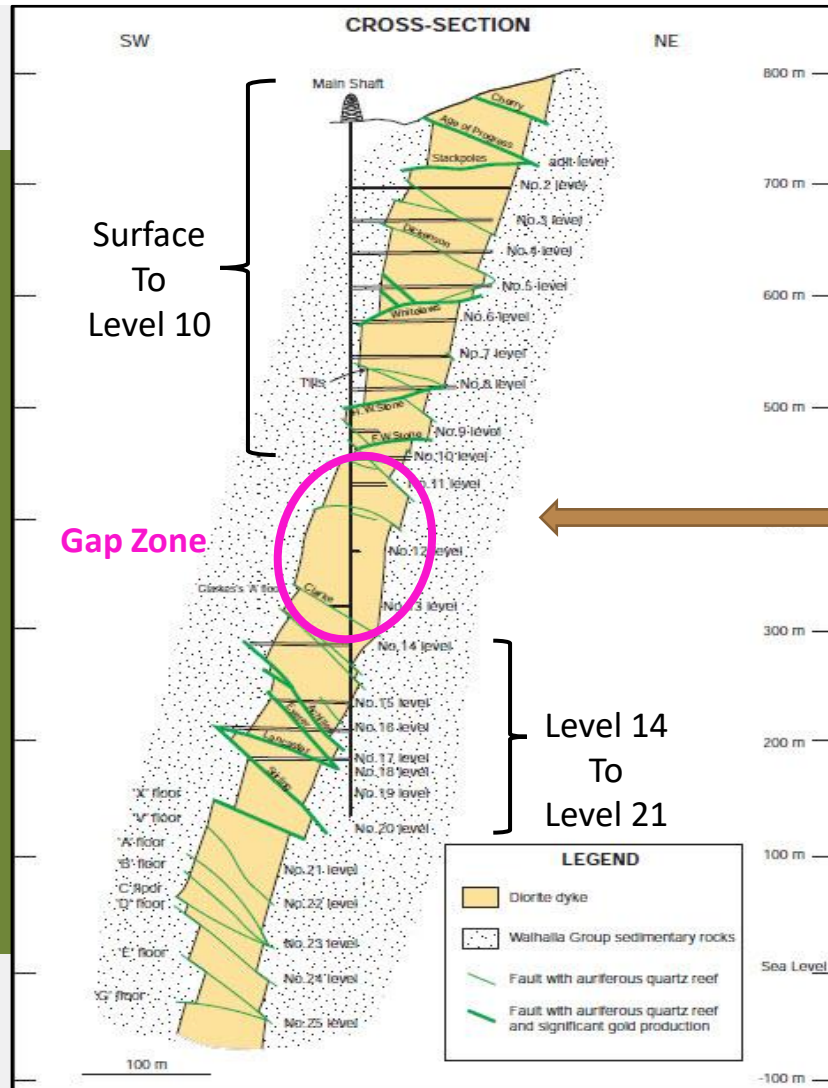 CROSS-SECTION
SW
NE
Main Shaft
800 m
Cherry
Age of Progress
Stackpoles
adit level
No.2 level
700 m
No.3 level
Dickenson
No.4 level
No.5 level
600 m
Whitelaws
No.6 level
No.7 level
No.8 level
500 m
H.W.Stone
No.9 level
F.W.Stone
No.10 level
No.11 level
Surface
To
Level 10
Gap Zone
No.12 level
'A' floor
Clarke
No.13 level
300 m
No.14 level
No.15 level
No.16 level
Lancaster
No.17 level
No.18 level
200 m
No.19 level
No.20 level
Level 14
To
Level 21
'X' floor
'V' floor
'A' floor
'B' floor
'C' floor
'D' floor
'E' floor
'G' floor
100 m
No.21 level
No.22 level
No.23 level
No.24 level
No.25 level
Sea Level
-100 m
100 m
LEGEND
Diorite dyke
Walhalla Group sedimentary rocks
Fault with auriferous quartz reef
Fault with auriferous quartz reef
and significant gold production